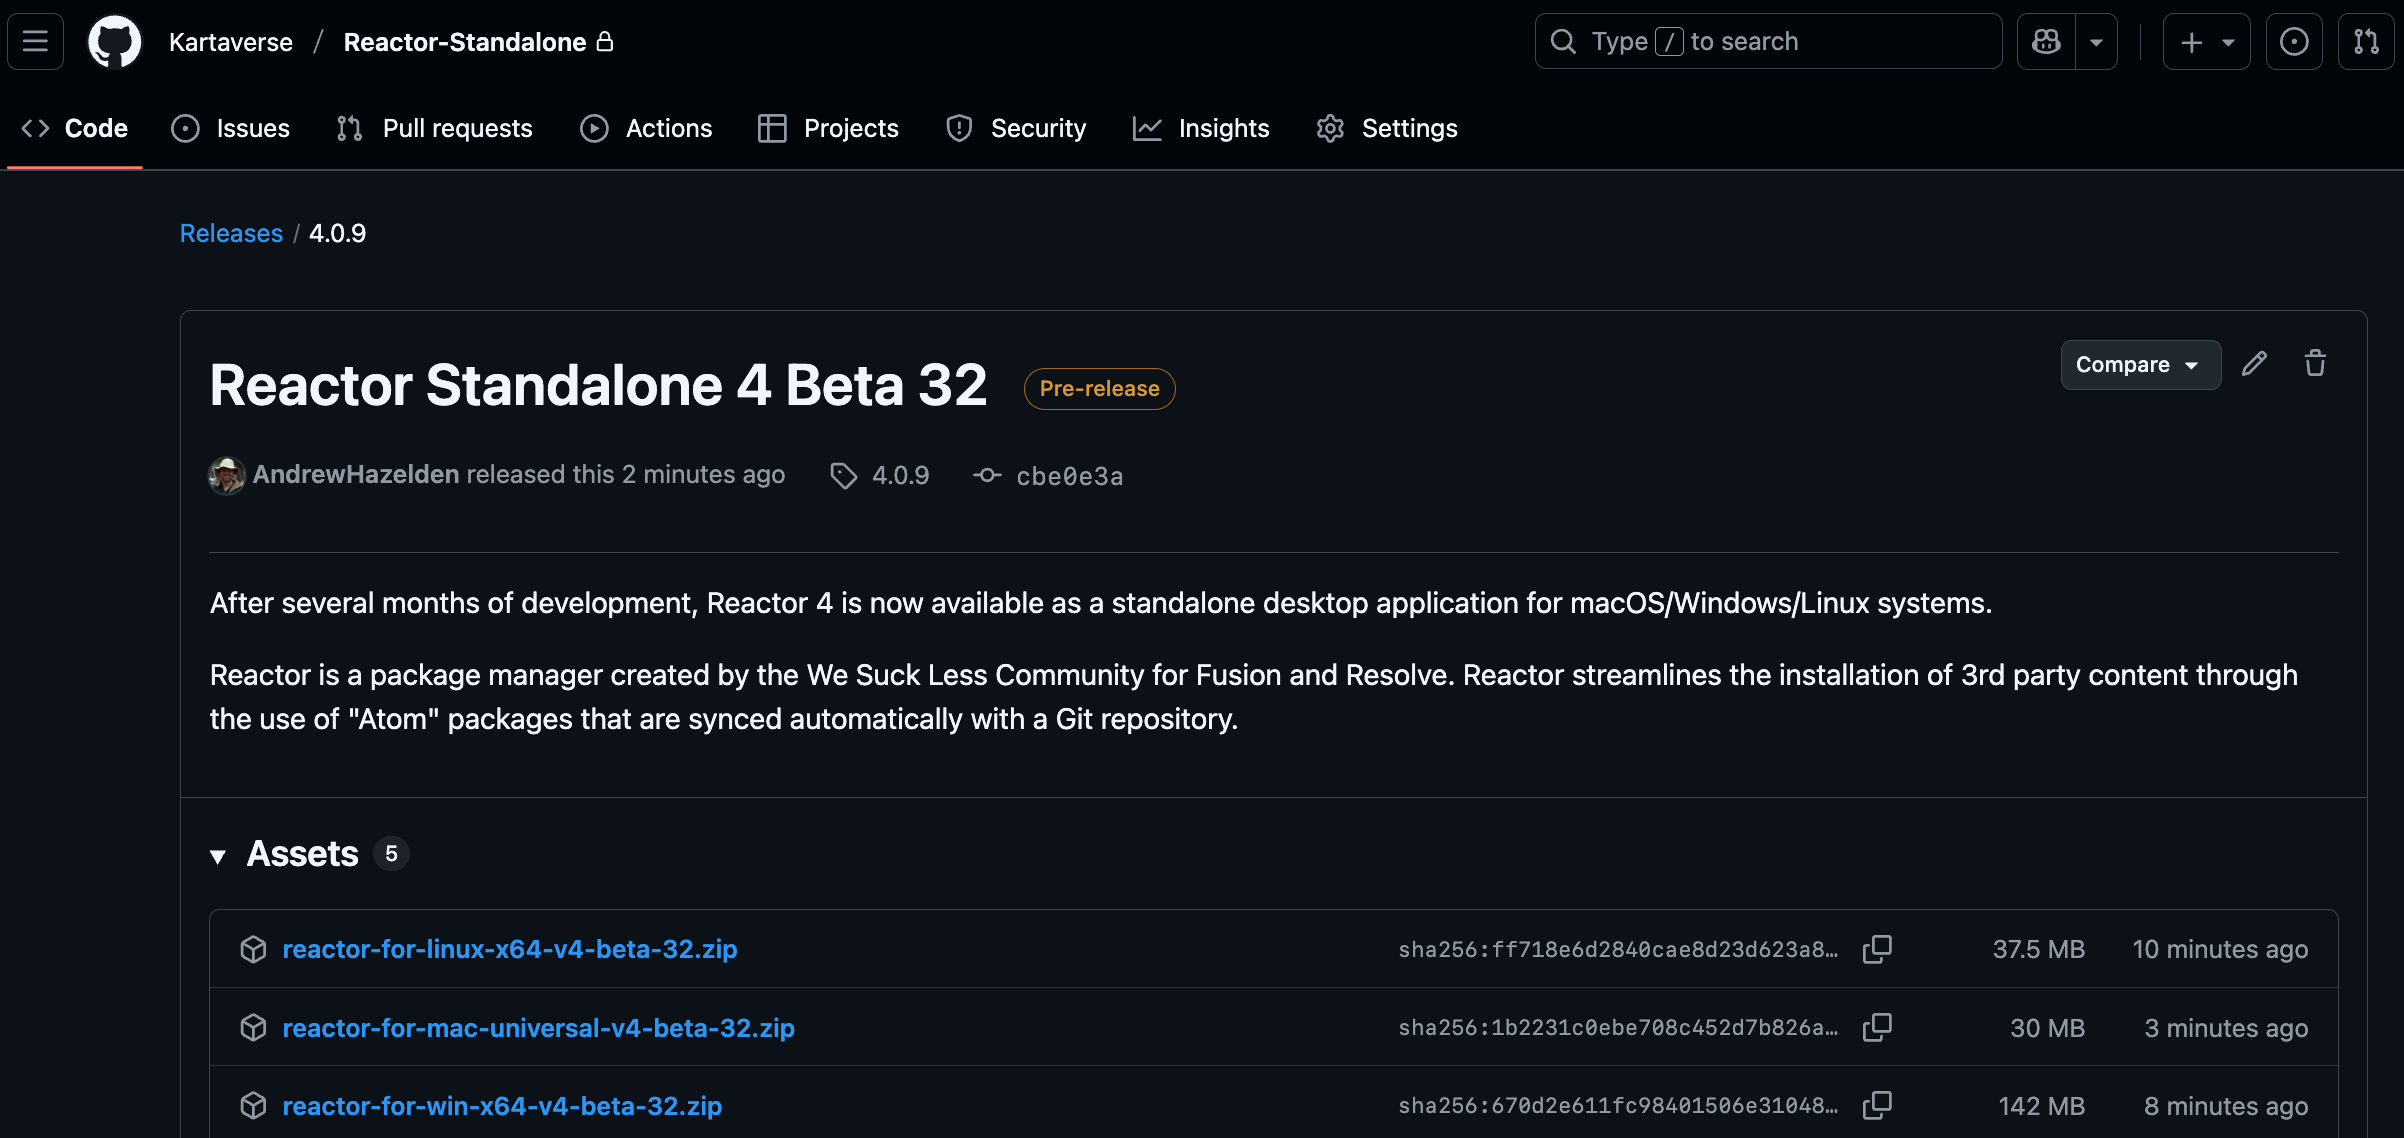 Kartaverse / Reactor-Standalone
Type / to search
Code Issues Pull requests Actions Projects Security Insights Settings
Releases / 4.0.9
Reactor Standalone 4 Beta 32 Pre-release
Compare
AndrewHazelden released this 2 minutes ago 4.0.9 cbe0e3a
After several months of development, Reactor 4 is now available as a standalone desktop application for macOS/Windows/Linux systems.
Reactor is a package manager created by the We Suck Less Community for Fusion and Resolve. Reactor streamlines the installation of 3rd party content through
the use of "Atom" packages that are synced automatically with a Git repository.
Assets 5
reactor-for-linux-x64-v4-beta-32.zip sha256:ff718e6d2840cae8d23d623a8… 37.5 MB 10 minutes ago
reactor-for-mac-universal-v4-beta-32.zip sha256:1b2231c0ebe708c452d7b826a… 30 MB 3 minutes ago
reactor-for-win-x64-v4-beta-32.zip sha256:670d2e611fc98401506e31048… 142 MB 8 minutes ago